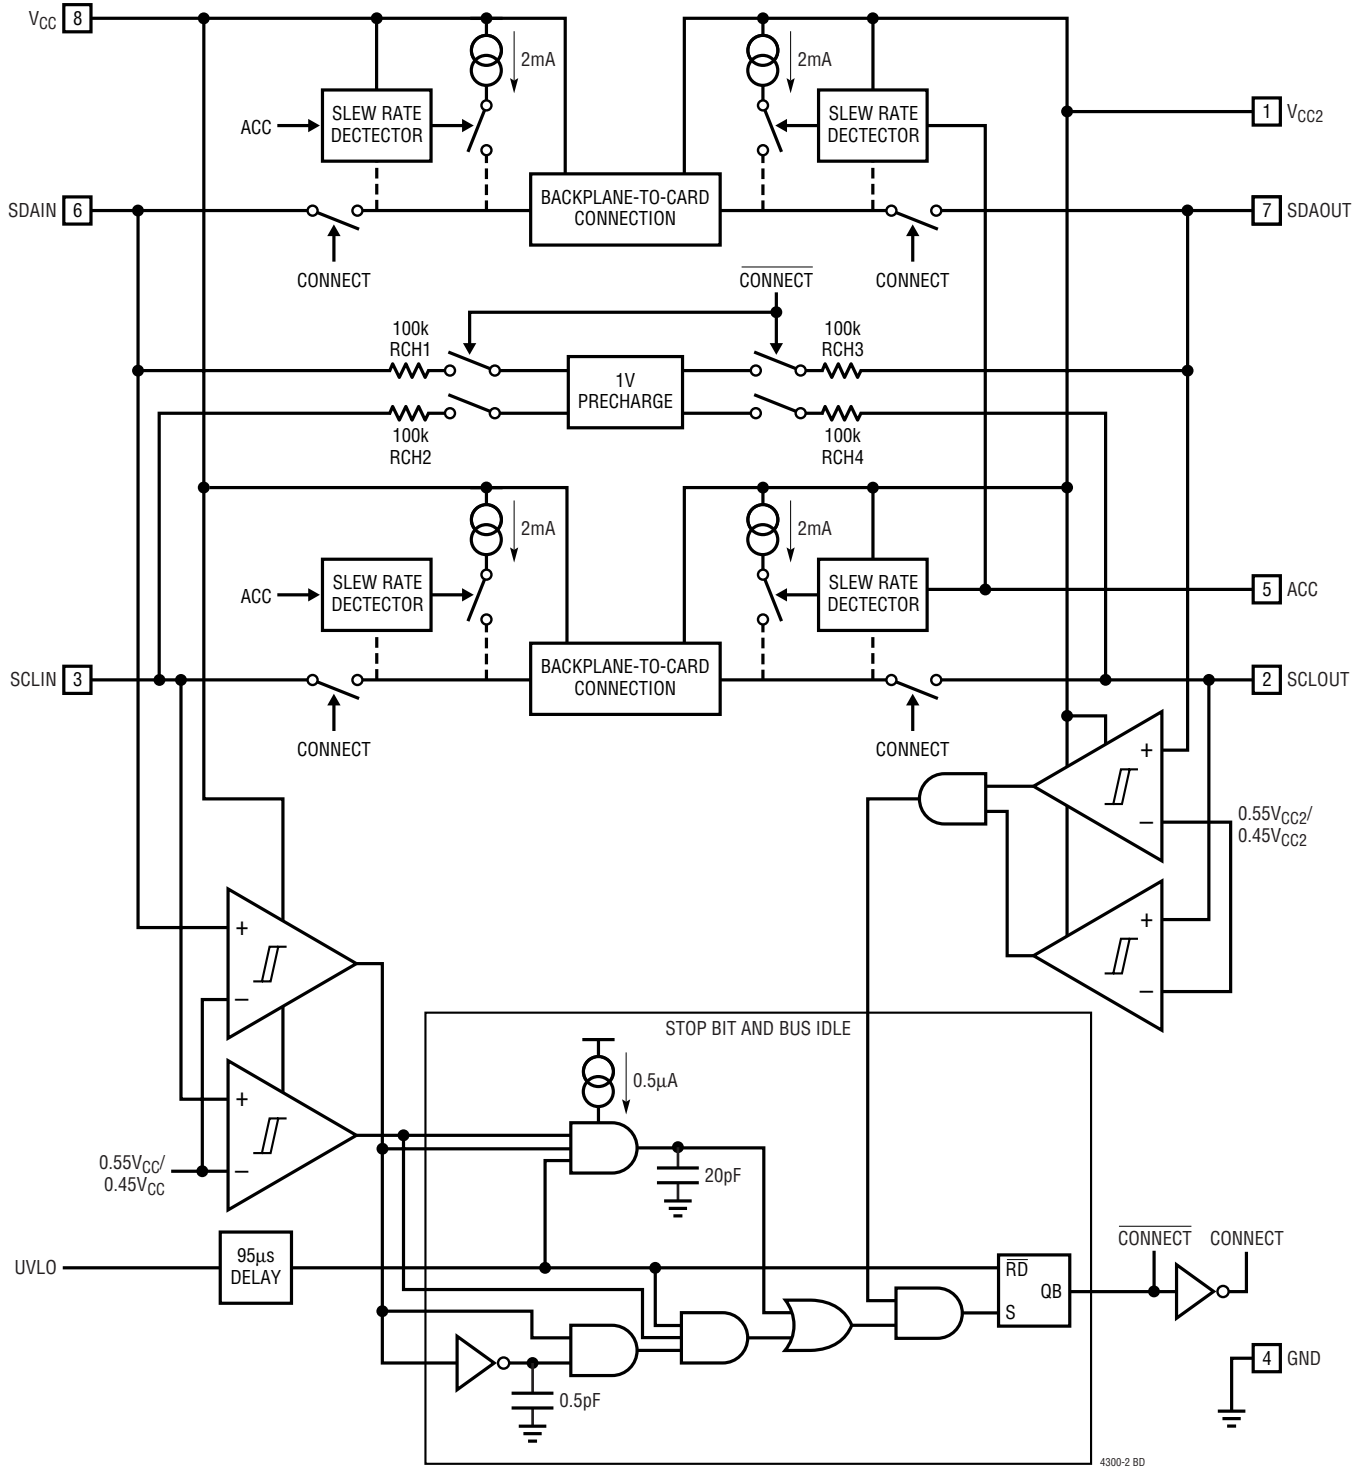 VCC 8
2mA
2mA
ACC
SLEW RATE
DECTECTOR
SLEW RATE
DECTECTOR
1 VCC2
SDAIN 6
BACKPLANE-TO-CARD
CONNECTION
7 SDAOUT
CONNECT
CONNECT
CONNECT
100k
RCH1
100k
RCH3
1V
PRECHARGE
100k
RCH2
100k
RCH4
2mA
2mA
ACC
SLEW RATE
DECTECTOR
SLEW RATE
DECTECTOR
5 ACC
SCLIN 3
BACKPLANE-TO-CARD
CONNECTION
2 SCLOUT
CONNECT
CONNECT
+
–
0.55VCC2/
0.45VCC2
+
–
+
–
STOP BIT AND BUS IDLE
0.5µA
+
–
0.55VCC/
0.45VCC
20pF
UVLO
95µs
DELAY
RD
QB
S
CONNECT
CONNECT
0.5pF
4 GND
4300-2 BD